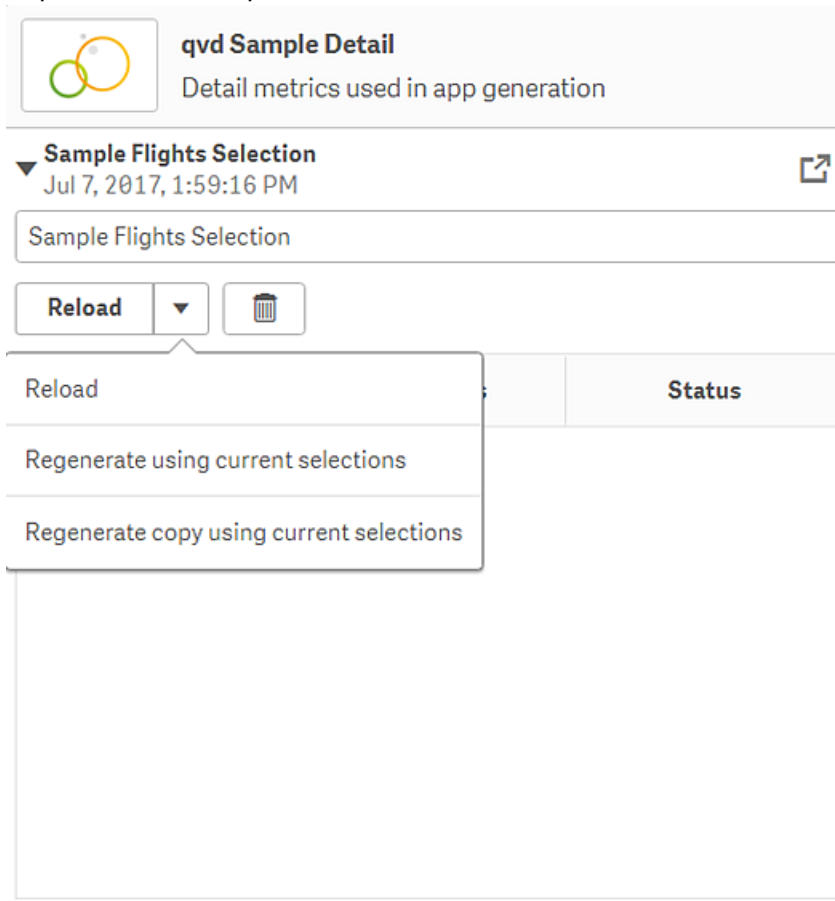 qvd Sample Detail
Detail metrics used in app generation
Sample Flights Selection
Jul 7, 2017, 1:59:16 PM
Sample Flights Selection
Reload
Reload
Status
Regenerate using current selections
Regenerate copy using current selections